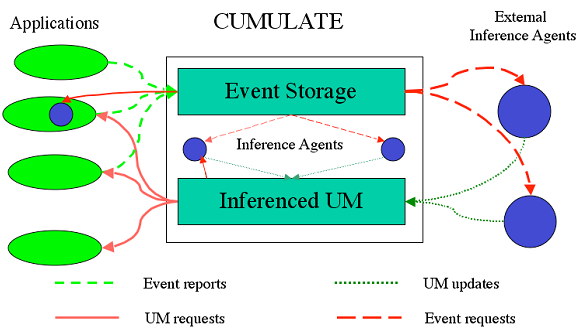 Applications
CUMULATE
External
Inference Agents
Event Storage
Inference Agents
Inferenced UM
Event reports
UM updates
UM requests
Event requests